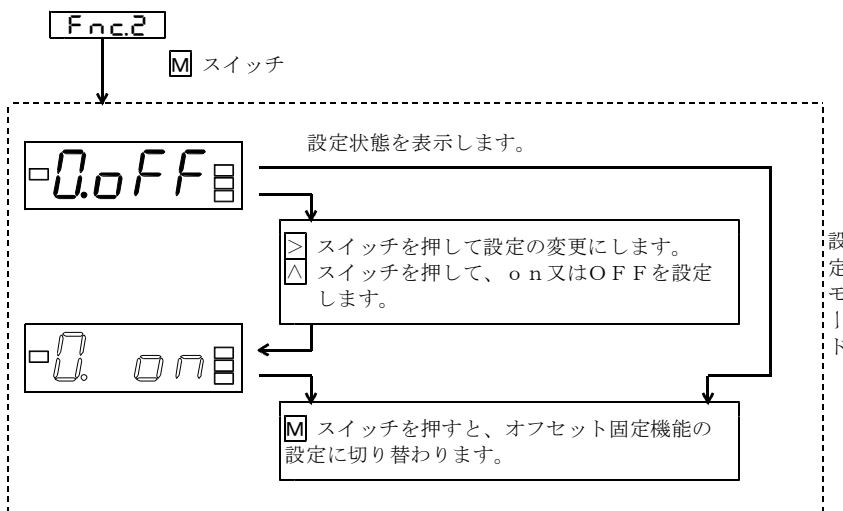 Fnc.2
M スイッチ
設定状態を表示します。
0.oFF
> スイッチを押して設定の変更にします。
∧ スイッチを押して、on又はOFFを設定
します。
0. on
M スイッチを押すと、オフセット固定機能の
設定に切り替わります。
設定モード